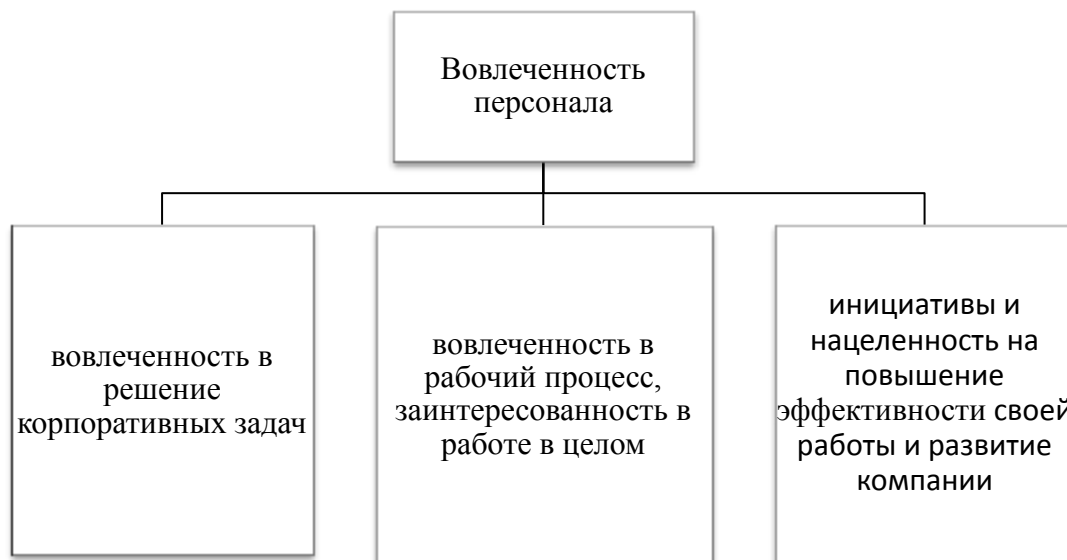 Вовлеченность
персонала
вовлеченность в
решение
корпоративных задач
вовлеченность в
рабочий процесс,
заинтересованность в
работе в целом
инициативы и
нацеленность на
повышение
эффективности своей
работы и развитие
компании